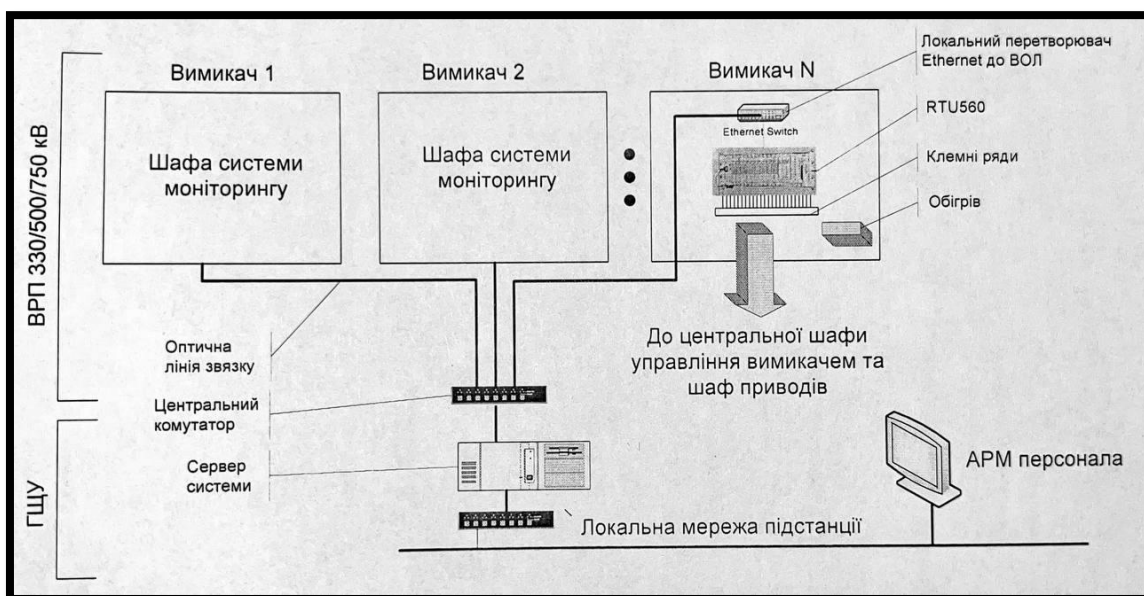 Вимикач 1
Вимикач 2
Вимикач N
Локальний перетворювач
Ethernet до ВОЛ
Ethernet Switch
RTU560
Клемні ряди
Обігрів
Шафа системи
моніторингу
Шафа системи
моніторингу
ВРП 330/500/750 кВ
До центральної шафи
управління вимикачем та
шаф приводів
Оптична
лінія звязку
Центральний
комутатор
Сервер
системи
АРМ персонала
ГЩУ
Локальна мережа підстанції